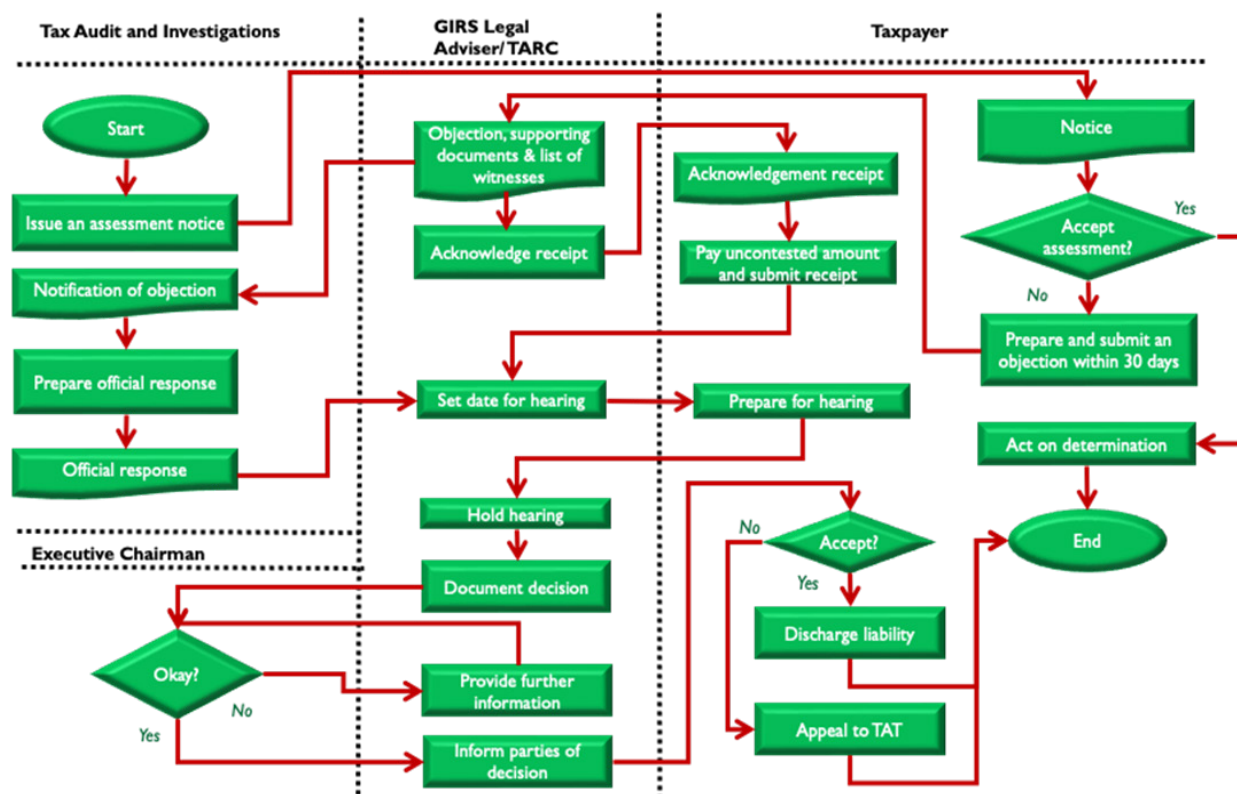 Tax Audit and Investigations
GIRS Legal
Adviser/ TARC
Taxpayer
Start
Issue an assessment notice
Notification of objection
Prepare official response
Official response
Executive Chairman
Okay?
No
Yes
Objection, supporting
documents & list of
witnesses
Acknowledge receipt
Set date for hearing
Hold hearing
Document decision
Provide further
information
Inform parties of
decision
Acknowledgement receipt
Pay uncontested amount
and submit receipt
Prepare for hearing
No
Accept?
Yes
Discharge liability
Appeal to TAT
Notice
Yes
Accept
assessment?
No
Prepare and submit an
objection within 30 days
Act on determination
End